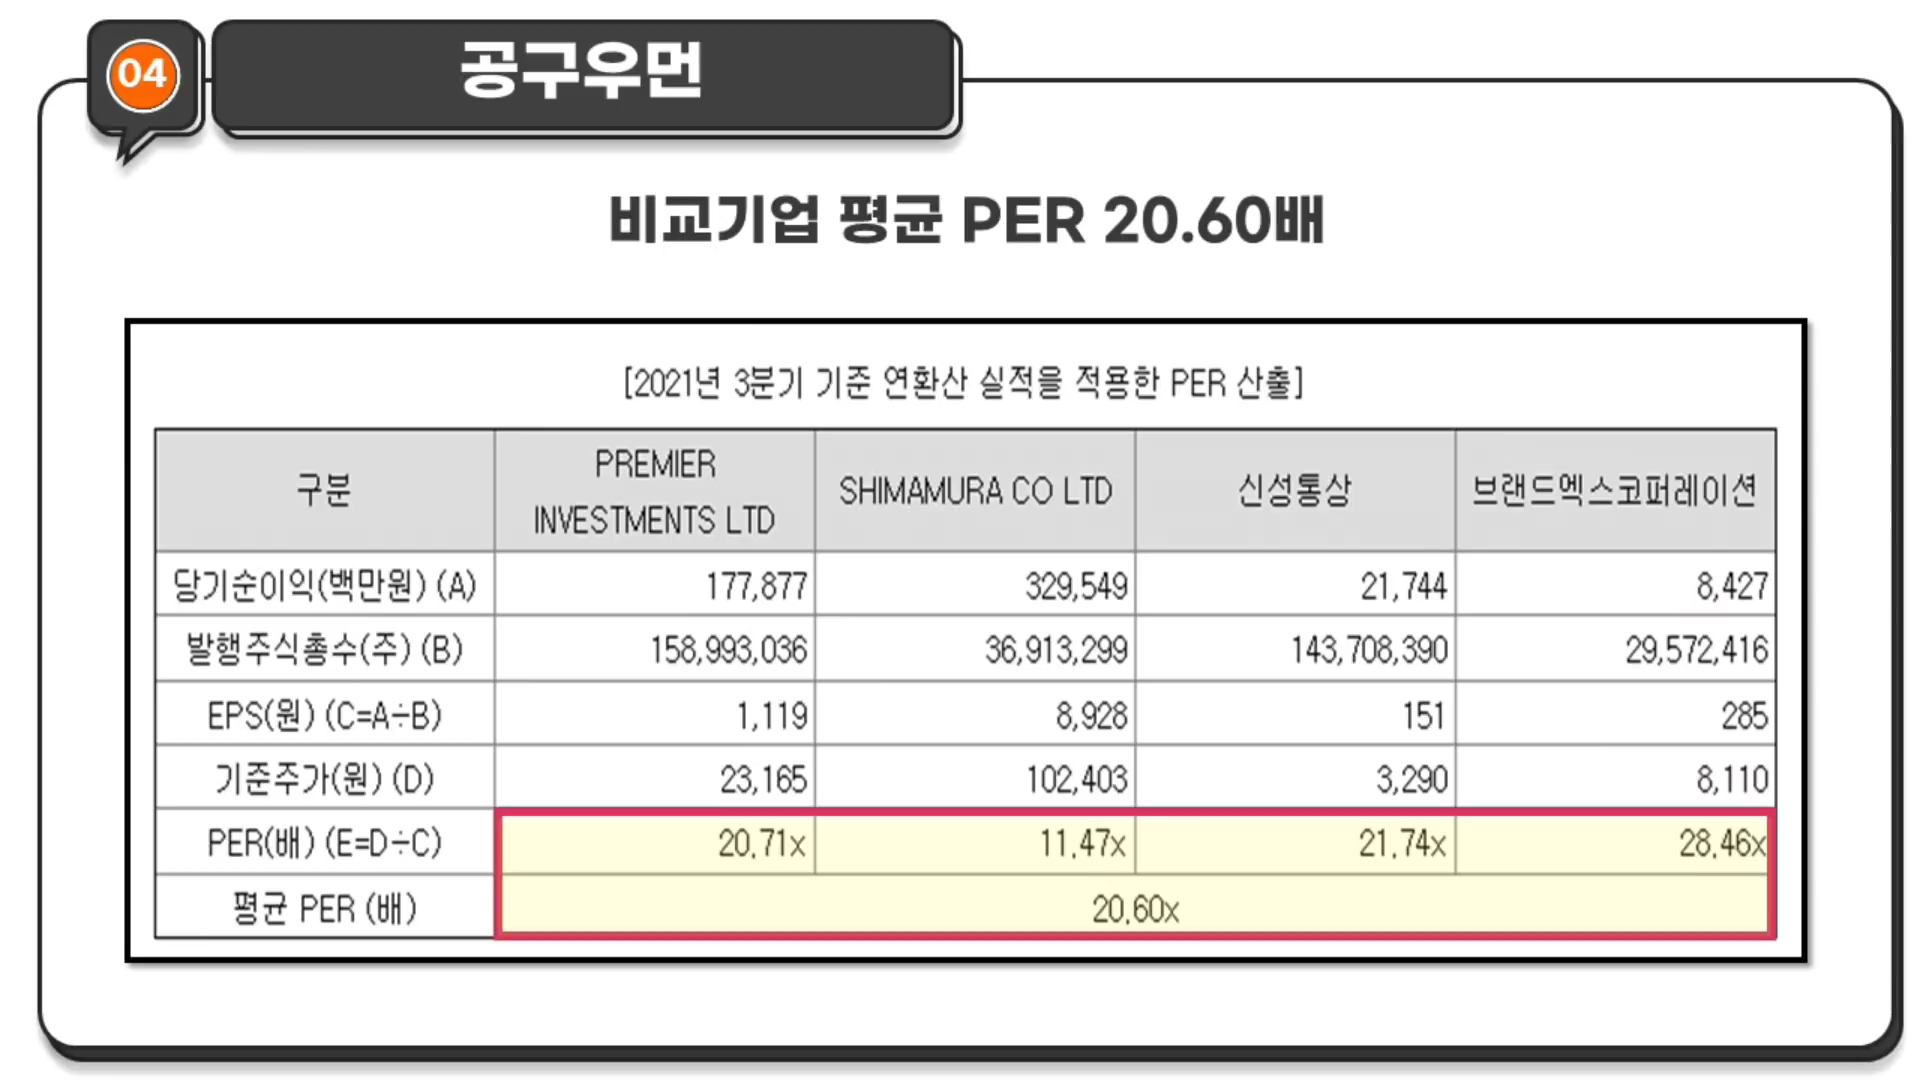 04
공구우먼
비교기업 평균 PER 20.60배
[2021년 3분기 기준 연환산 실적을 적용한 PER 산출]
구분 PREMIER INVESTMENTS LTD SHIMAMURA CO LTD 신성통상 브랜드엑스코퍼레이션
당기순이익(백만원) (A) 177,877 329,549 21,744 8,427
발행주식총수(주) (B) 158,993,036 36,913,299 143,708,390 29,572,416
EPS(원) (C=A÷B) 1,119 8,928 151 285
기준주가(원) (D) 23,165 102,403 3,290 8,110
PER(배) (E=D÷C) 20.71x 11.47x 21.74x 28.46x
평균 PER (배) 20.60x